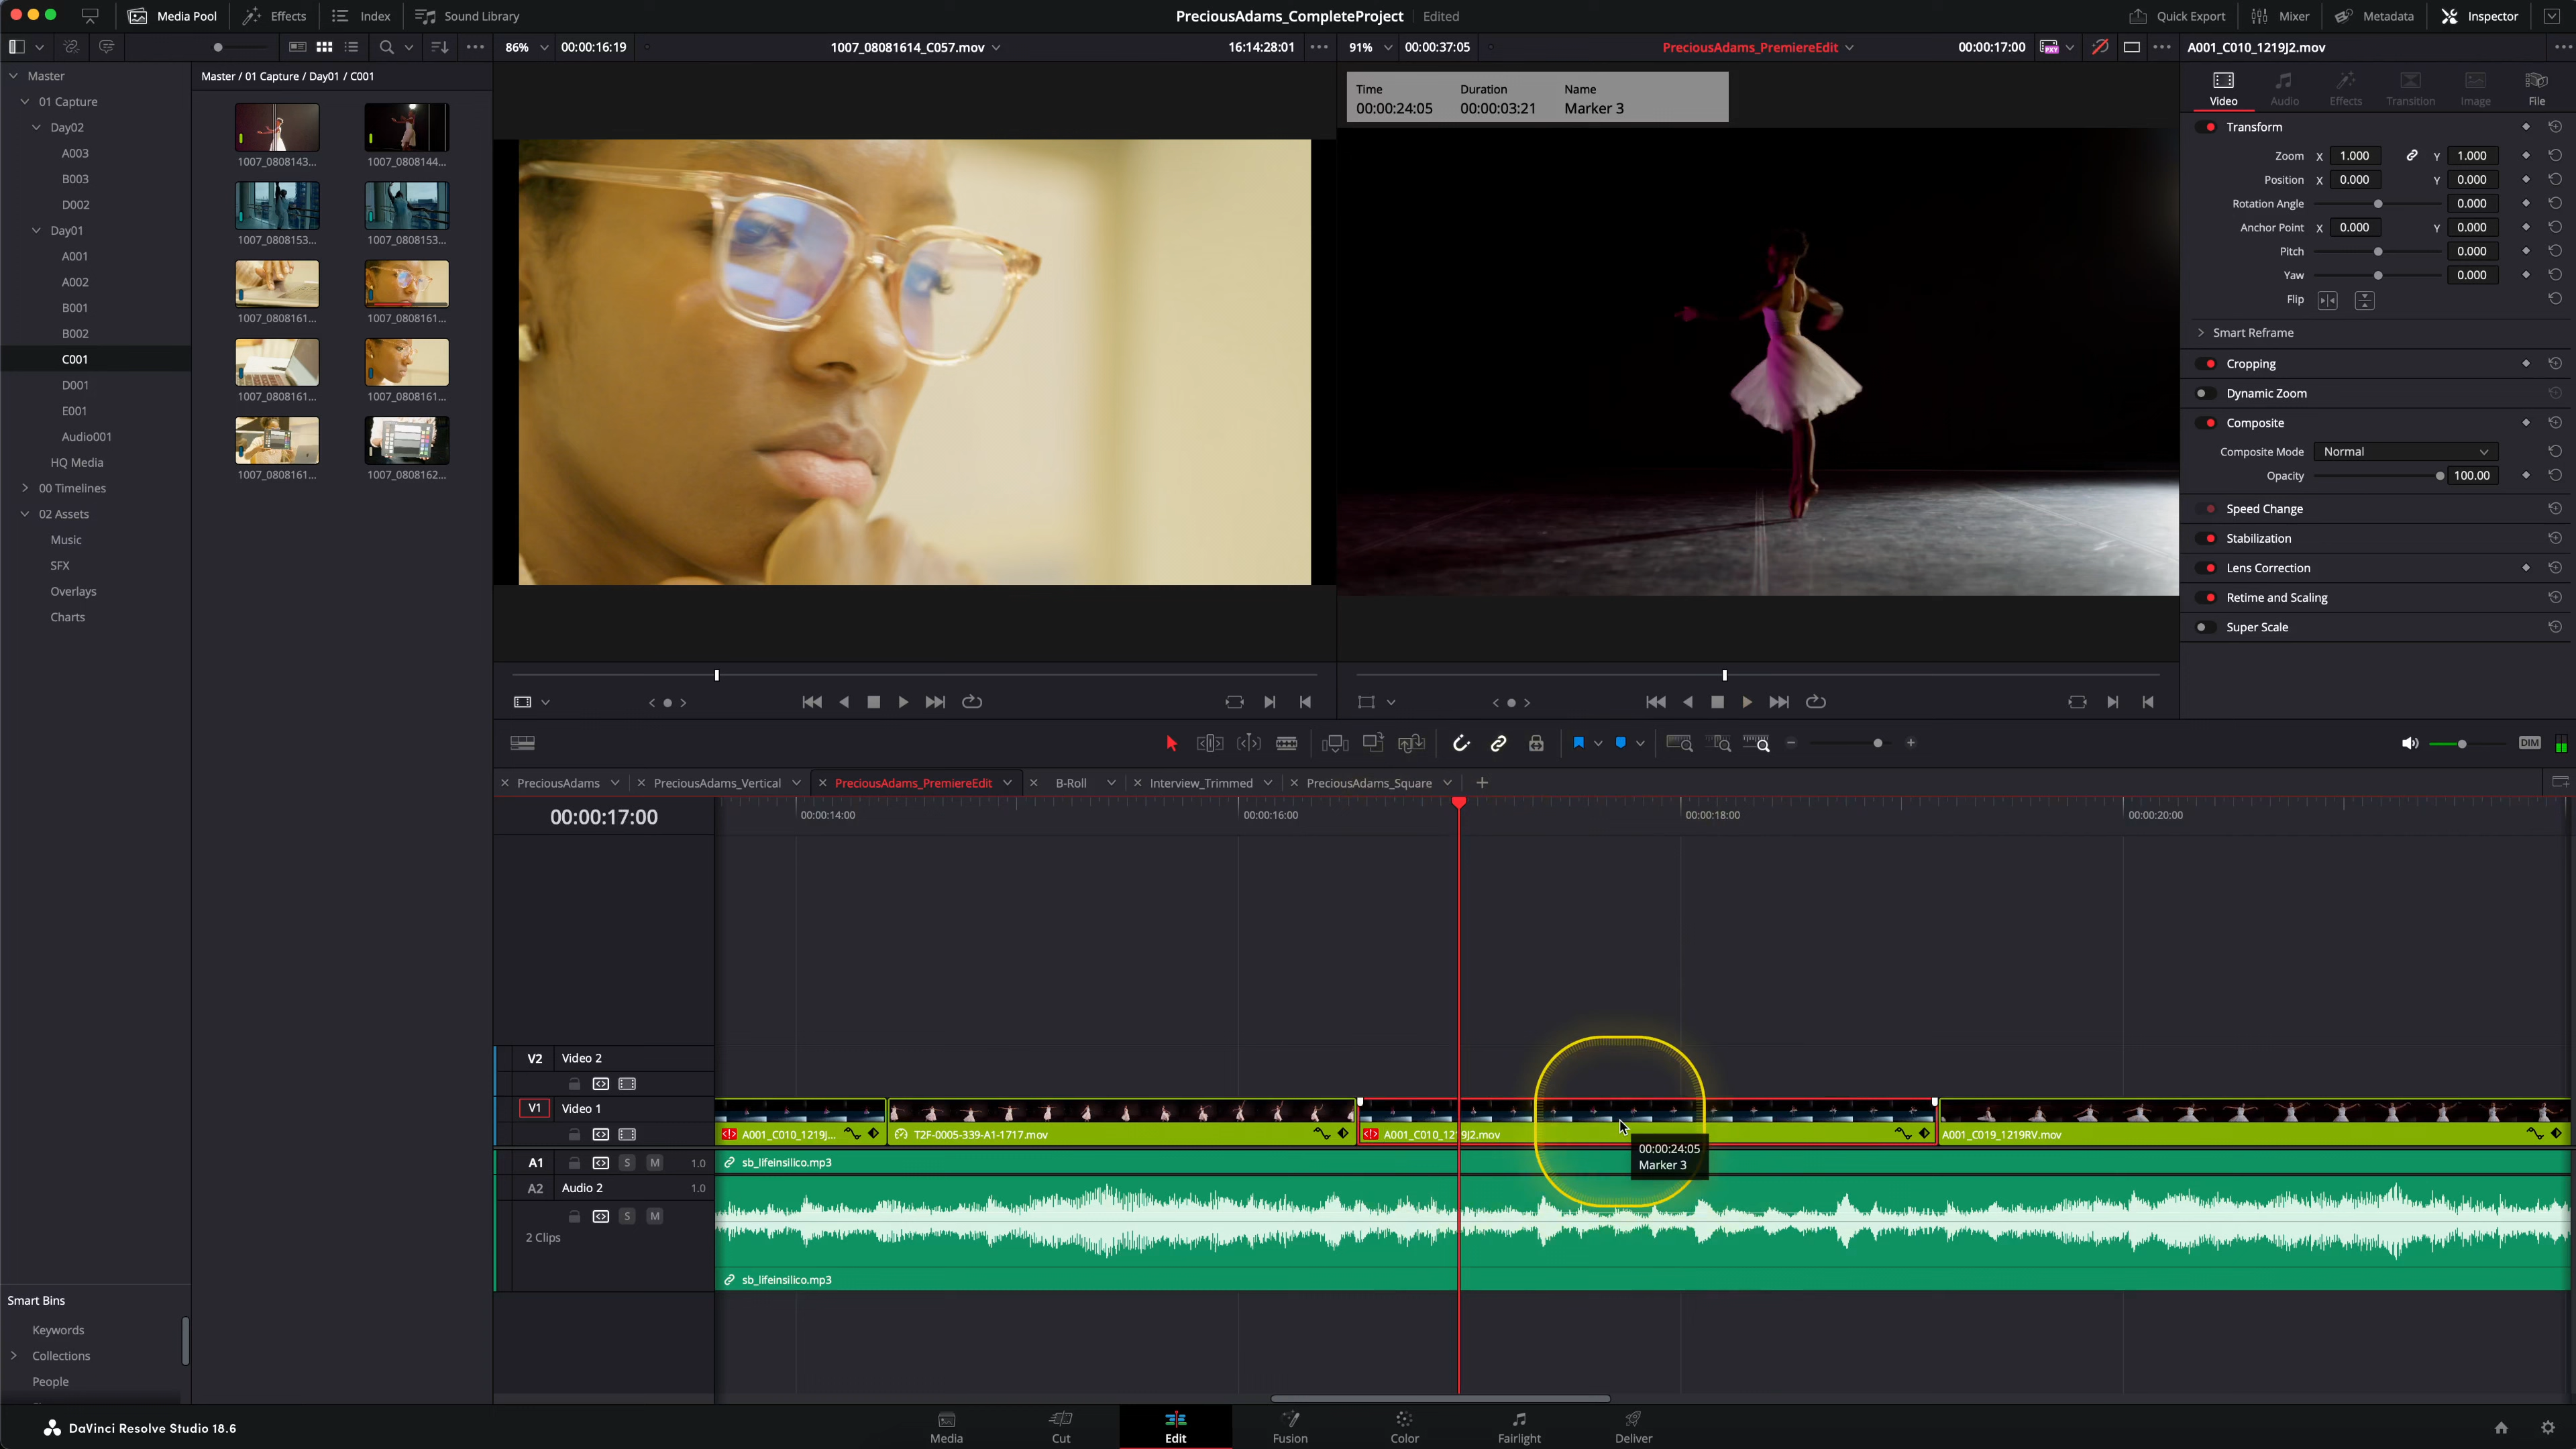 Media Pool
Effects
Index
Sound Library
PreciousAdams_CompleteProject
Edited
Quick Export
Mixer
Metadata
Inspector
86%
00:00:16:19
1007_08081614_C057.mov
16:14:28:01
91%
00:00:37:05
PreciousAdams_PremiereEdit
00:00:17:00
A001_C010_1219J2.mov
Master
01 Capture
Day02
A003
B003
D002
Day01
A001
A002
B001
B002
C001
D001
E001
Audio001
HQ Media
00 Timelines
02 Assets
Music
SFX
Overlays
Charts
Master / 01 Capture / Day01 / C001
1007_0808143...
1007_0808144...
1007_0808153...
1007_0808153...
1007_0808161...
1007_0808161...
1007_0808161...
1007_0808161...
1007_0808161...
1007_0808162...
Time
Duration
Name
00:00:24:05
00:00:03:21
Marker 3
Video
Audio
Effects
Transition
Image
File
Transform
Zoom X 1.000 Y 1.000
Position X 0.000 Y 0.000
Rotation Angle 0.000
Anchor Point X 0.000 Y 0.000
Pitch 0.000
Yaw 0.000
Flip
Smart Reframe
Cropping
Dynamic Zoom
Composite
Composite Mode Normal
Opacity 100.00
Speed Change
Stabilization
Lens Correction
Retime and Scaling
Super Scale
DIM
PreciousAdams
PreciousAdams_Vertical
PreciousAdams_PremiereEdit
B-Roll
Interview_Trimmed
PreciousAdams_Square
00:00:17:00
00:00:14:00
00:00:16:00
00:00:18:00
00:00:20:00
V2 Video 2
V1 Video 1
A001_C010_1219J...
T2F-0005-339-A1-1717.mov
A001_C010_1219J2.mov
A001_C019_1219RV.mov
00:00:24:05
Marker 3
A1 S M 1.0
sb_lifeinsilico.mp3
A2 Audio 2 1.0
S M
2 Clips
sb_lifeinsilico.mp3
Smart Bins
Keywords
Collections
People
DaVinci Resolve Studio 18.6
Media
Cut
Edit
Fusion
Color
Fairlight
Deliver